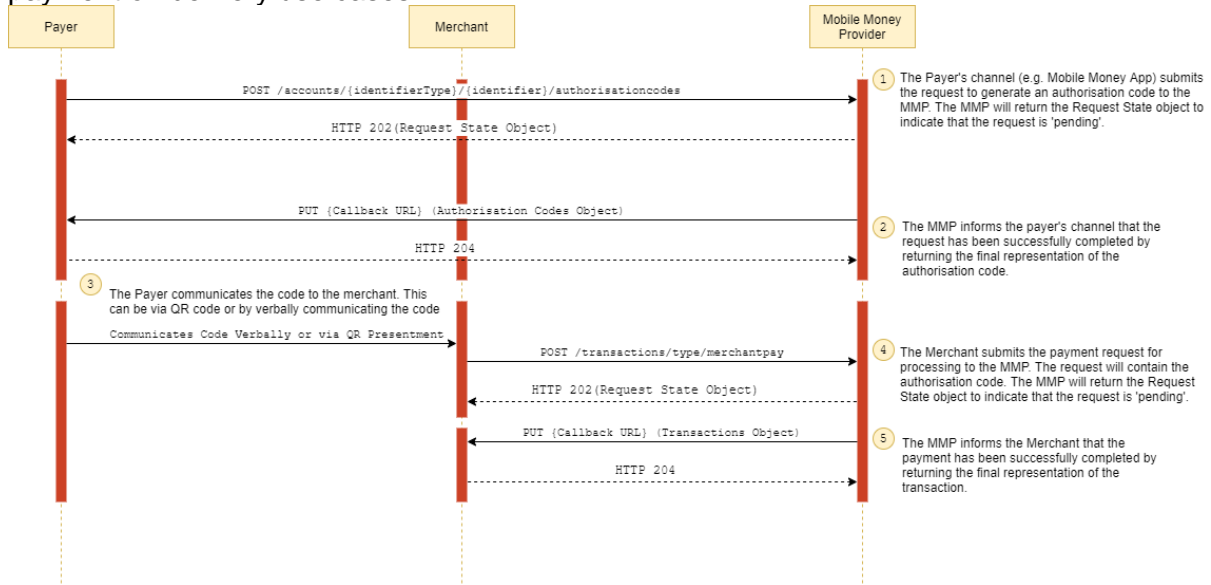 payment on delivery use cases
Payer
Merchant
Mobile Money
Provider
1
The Payer's channel (e.g. Mobile Money App) submits
the request to generate an authorisation code to the
MMP. The MMP will return the Request State object to
indicate that the request is 'pending'.
POST /accounts/{identifierType}/{identifier}/authorisationcodes
HTTP 202(Request State Object)
PUT {Callback URL} (Authorisation Codes Object)
2
The MMP informs the payer's channel that the
request has been successfully completed by
returning the final representation of the
authorisation code.
HTTP 204
3
The Payer communicates the code to the merchant. This
can be via QR code or by verbally communicating the code
Communicates Code Verbally or via QR Presentment
POST /transactions/type/merchantpay
4
The Merchant submits the payment request for
processing to the MMP. The request will contain the
authorisation code. The MMP will return the Request
State object to indicate that the request is 'pending'.
HTTP 202(Request State Object)
PUT {Callback URL} (Transactions Object)
5
The MMP informs the Merchant that the
payment has been successfully completed by
returning the final representation of the
transaction.
HTTP 204